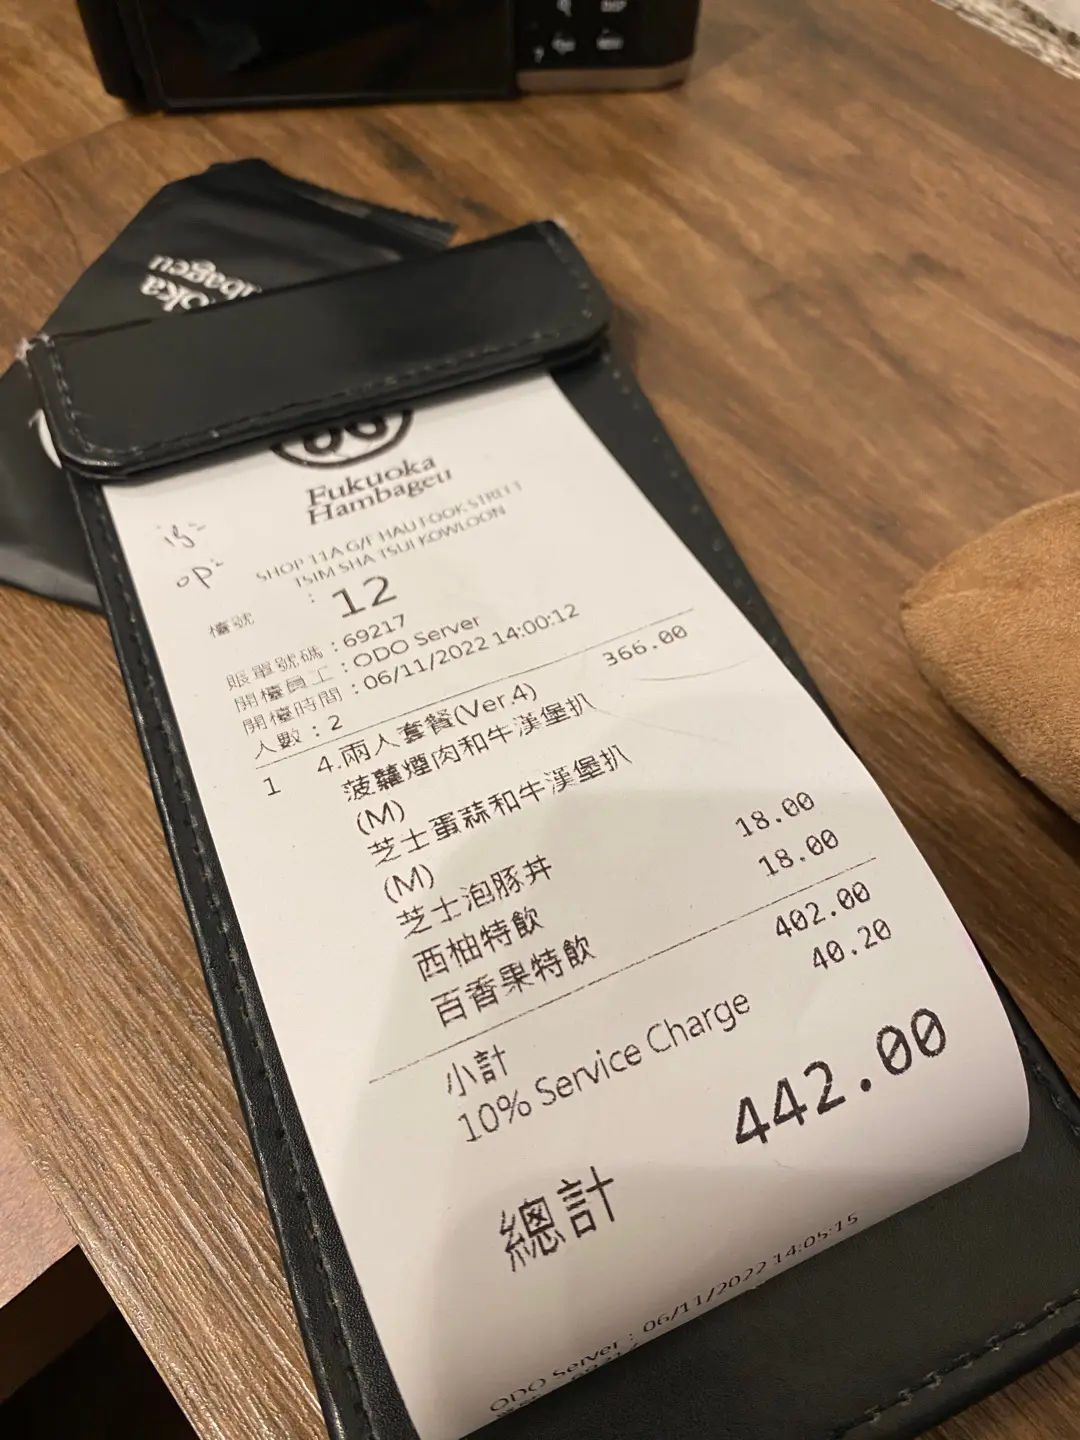 Fukuoka
Hambageu
SHOP 11A G/F HAU FOOK STREET
TSIM SHA TSUI KOWLOON
檯號 : 12
賬單號碼 : 69217
開檯員工 : ODO Server
開檯時間 : 06/11/2022 14:00:12
人數 : 2
1 4.兩人套餐(Ver.4) 366.00
菠蘿煙肉和牛漢堡扒
(M)
芝士蛋蒜和牛漢堡扒
(M)
芝士泡豚丼
西柚特飲 18.00
百香果特飲 18.00
小計 402.00
10% Service Charge 40.20
總計 442.00
ODO Server : 06/11/2022 14:05:15